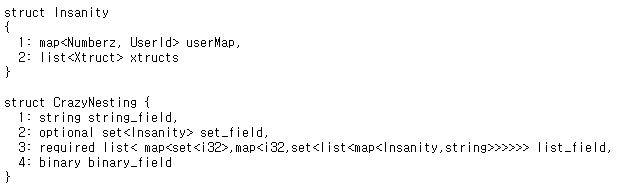 struct Insanity
{
  1: map<Numberz, UserId> userMap,
  2: list<Xtruct> xtructs
}

struct CrazyNesting {
  1: string string_field,
  2: optional set<Insanity> set_field,
  3: required list< map<set<i32>,map<i32,set<list<map<Insanity,string>>>>>> list_field,
  4: binary binary_field
}